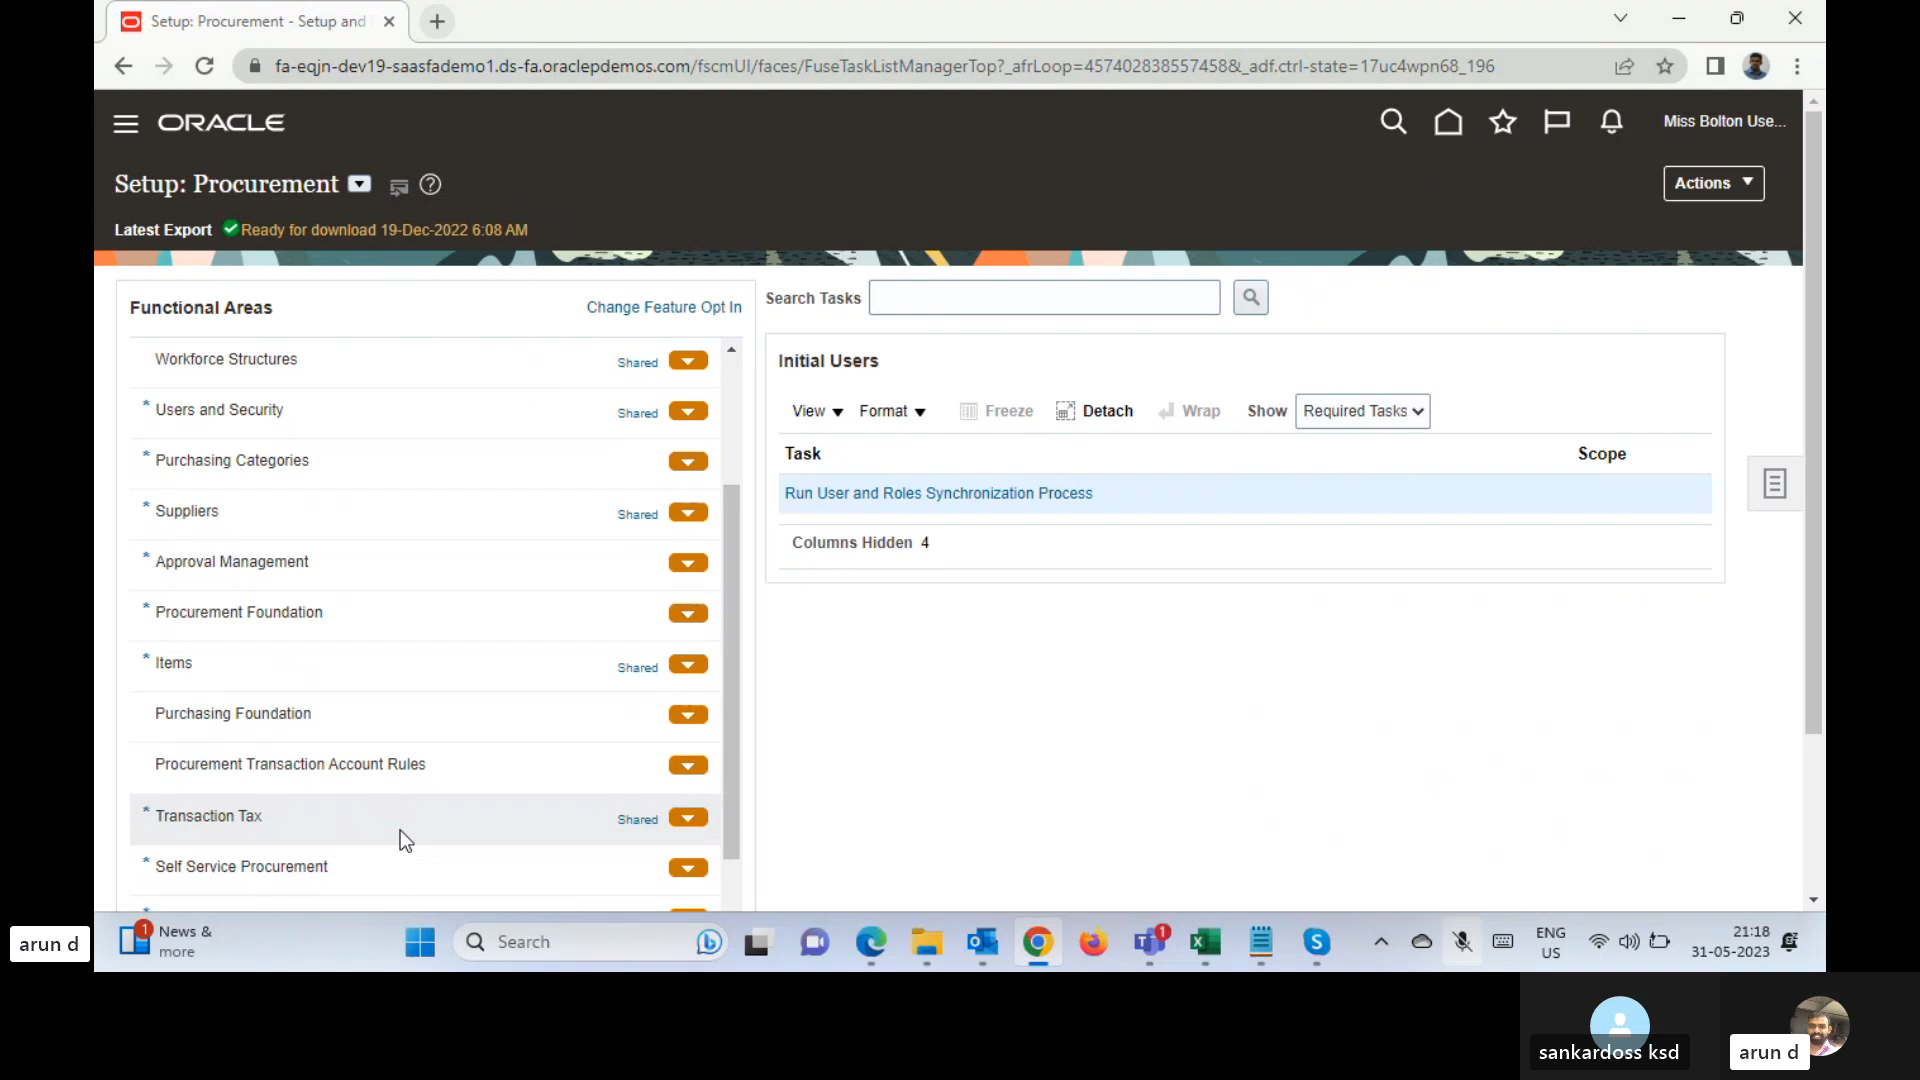 Setup: Procurement - Setup and
fa-eqjn-dev19-saasfademo1.ds-fa.oraclepdemos.com/fscmUI/faces/FuseTaskListManagerTop?_afrLoop=457402838557458&_adf.ctrl-state=17uc4wpn68_196
ORACLE
Miss Bolton Use...
Setup: Procurement
Actions
Latest Export Ready for download 19-Dec-2022 6:08 AM
Functional Areas
Change Feature Opt In
Workforce Structures Shared
* Users and Security Shared
* Purchasing Categories
* Suppliers Shared
* Approval Management
* Procurement Foundation
* Items Shared
Purchasing Foundation
Procurement Transaction Account Rules
* Transaction Tax Shared
* Self Service Procurement
Search Tasks
Initial Users
View Format Freeze Detach Wrap Show Required Tasks
Task Scope
Run User and Roles Synchronization Process
Columns Hidden 4
arun d
1
News &
more
Search
1
ENG
US
21:18
31-05-2023
sankardoss ksd
arun d